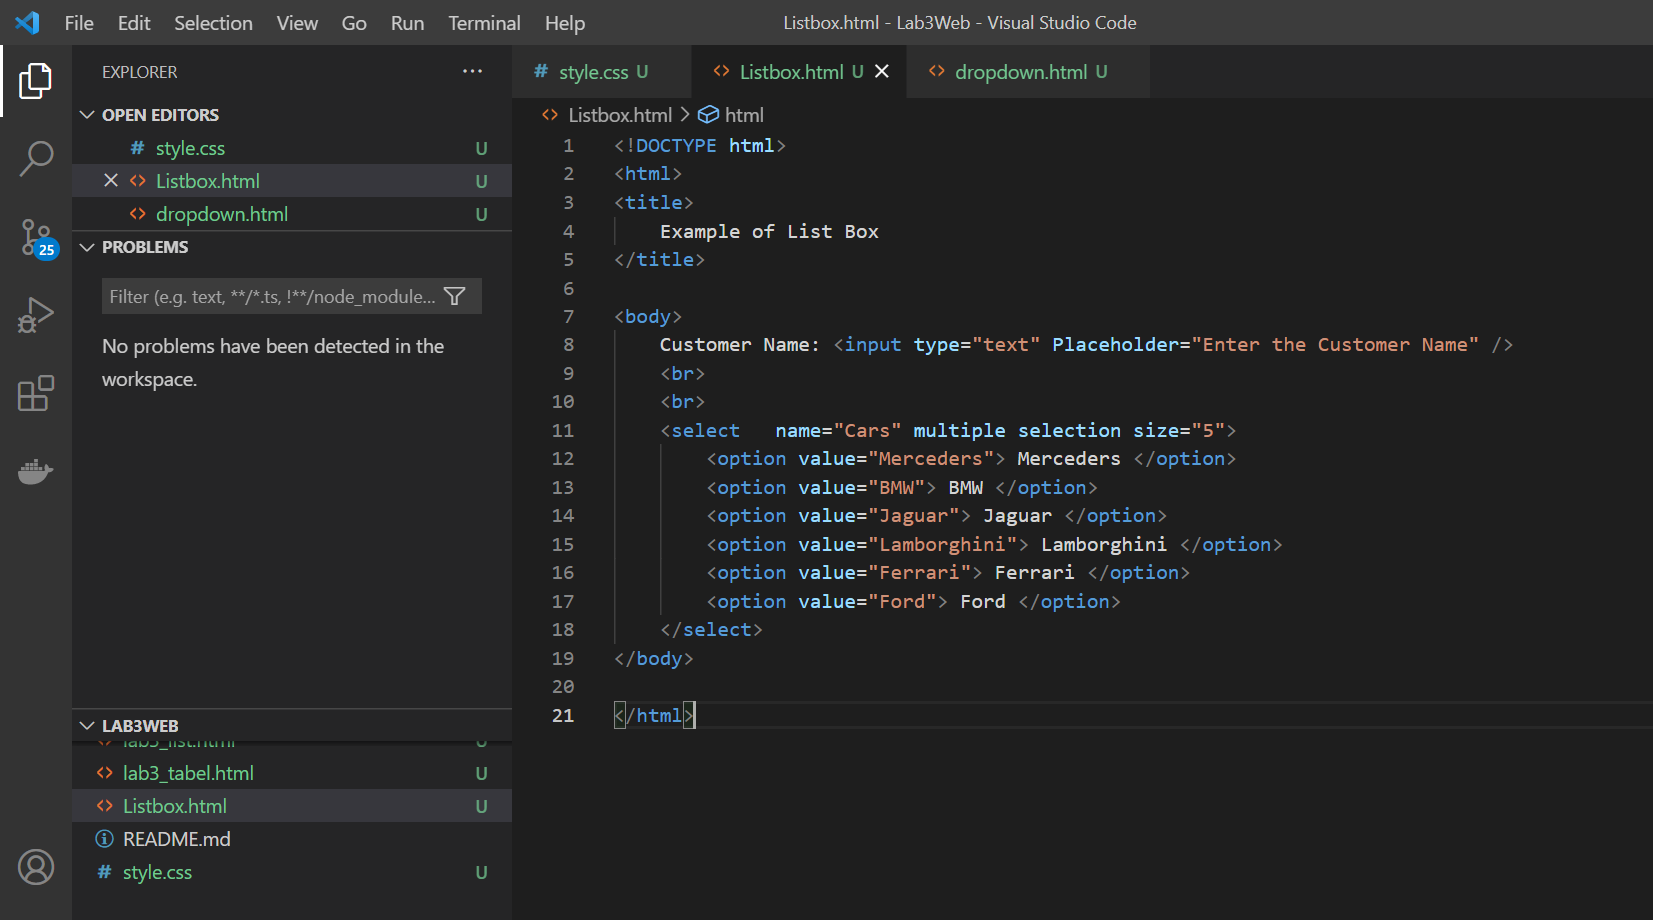 File Edit Selection View Go Run Terminal Help Listbox.html - Lab3Web - Visual Studio Code
EXPLORER ...
OPEN EDITORS
# style.css U
Listbox.html U
dropdown.html U
PROBLEMS
Filter (e.g. text, **/*.ts, !**/node_module...
No problems have been detected in the
workspace.
LAB3WEB
lab3_list.html U
lab3_tabel.html U
Listbox.html U
README.md
# style.css U
25
# style.css U <> Listbox.html U <> dropdown.html U
<> Listbox.html > html
1 <!DOCTYPE html>
2 <html>
3 <title>
4 Example of List Box
5 </title>
6
7 <body>
8 Customer Name: <input type="text" Placeholder="Enter the Customer Name" />
9 <br>
10 <br>
11 <select   name="Cars" multiple selection size="5">
12 <option value="Merceders"> Merceders </option>
13 <option value="BMW"> BMW </option>
14 <option value="Jaguar"> Jaguar </option>
15 <option value="Lamborghini"> Lamborghini </option>
16 <option value="Ferrari"> Ferrari </option>
17 <option value="Ford"> Ford </option>
18 </select>
19 </body>
20
21 </html>